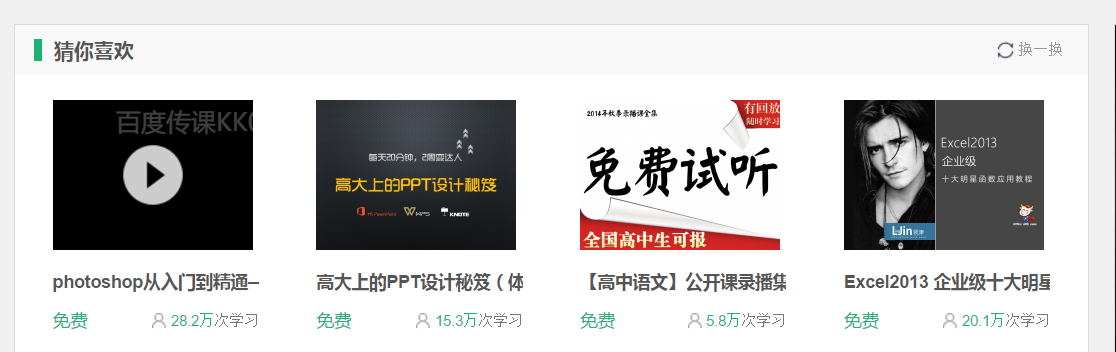 猜你喜欢
换一换
百度传课KK
每天20分钟，2周变达人
高大上的PPT设计秘笈
MS PowerPoint WPS KNOTE
2014年秋季录播课全集
有回放
随时学习
免费试听
全国高中生可报
Excel2013
企业级
十大明星函数应用教程
photoshop从入门到精通—
高大上的PPT设计秘笈（体
【高中语文】公开课录播集
Excel2013 企业级十大明星
免费 28.2万次学习
免费 15.3万次学习
免费 5.8万次学习
免费 20.1万次学习